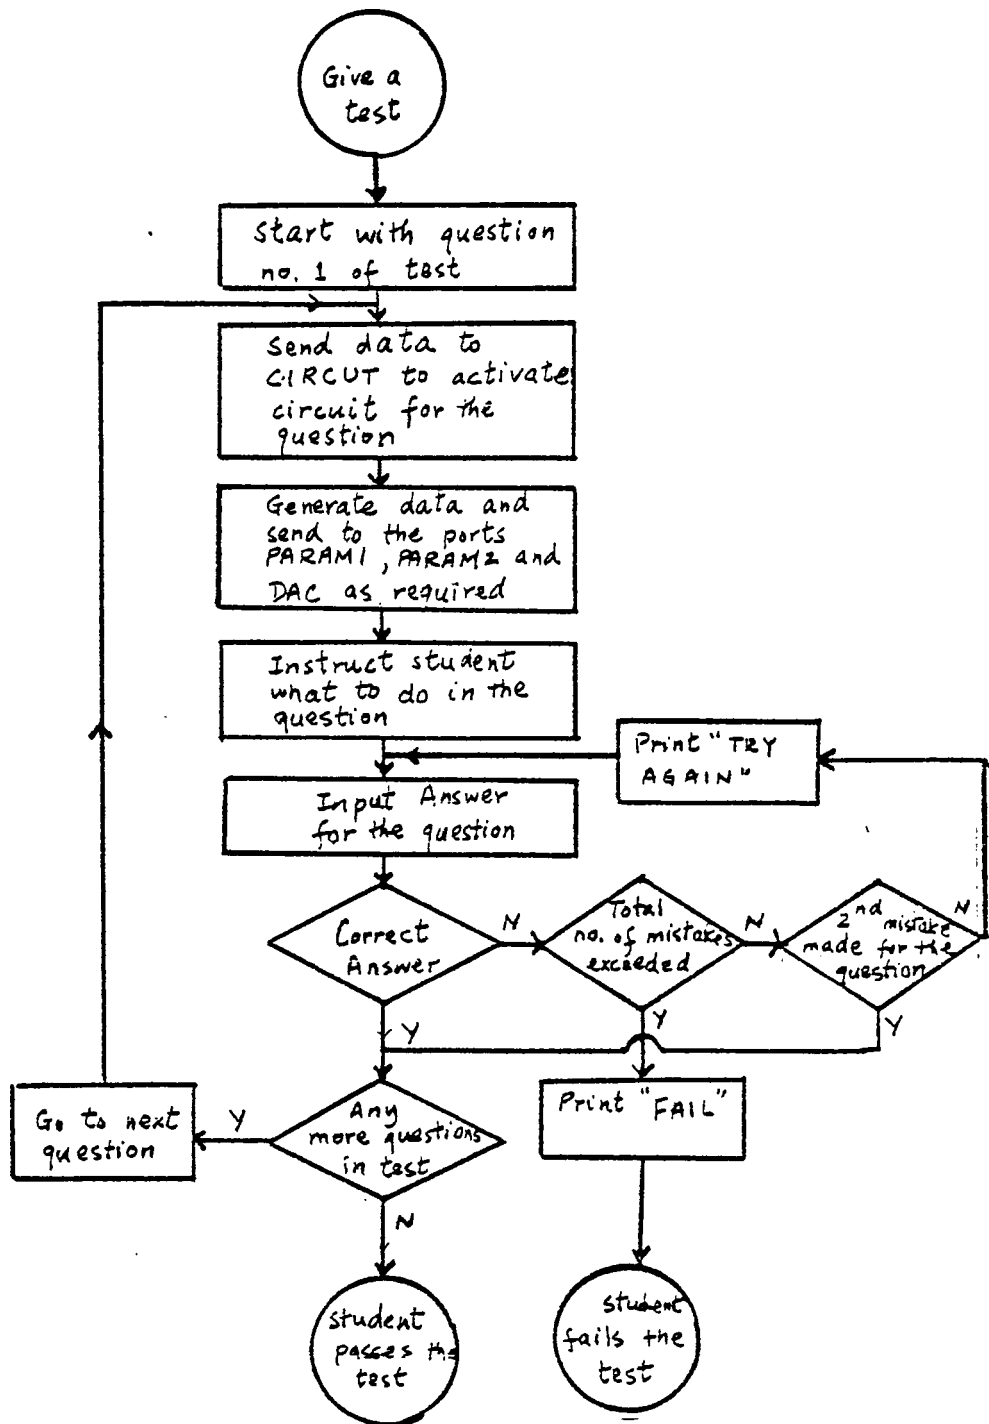 Give a
test
Start with question
no. 1 of test
Send data to
CIRCUT to activate
circuit for the
question
Generate data and
send to the ports
PARAM1, PARAM2 and
DAC as required
Instruct student
what to do in the
question
Print "TRY
AGAIN"
Input Answer
for the question
Correct
Answer
N
Total
no. of mistakes
exceeded
N
2nd mistake
made for the
question
N
Y
Y
Y
Go to next
question
Y
Any
more questions
in test
Print "FAIL"
N
Student
passes the
test
Student
fails the
test